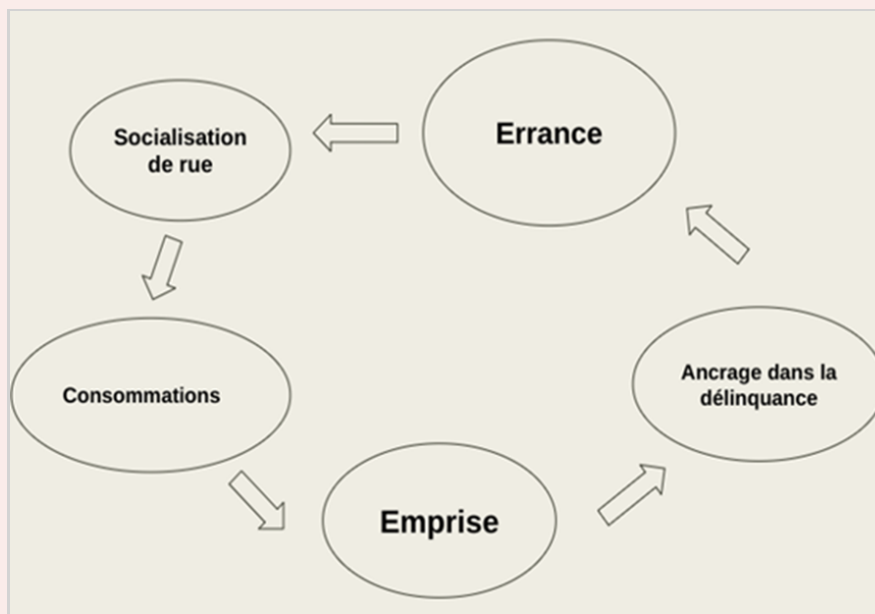 Errance
Socialisation
de rue
Consommations
Emprise
Ancrage dans la
délinquance